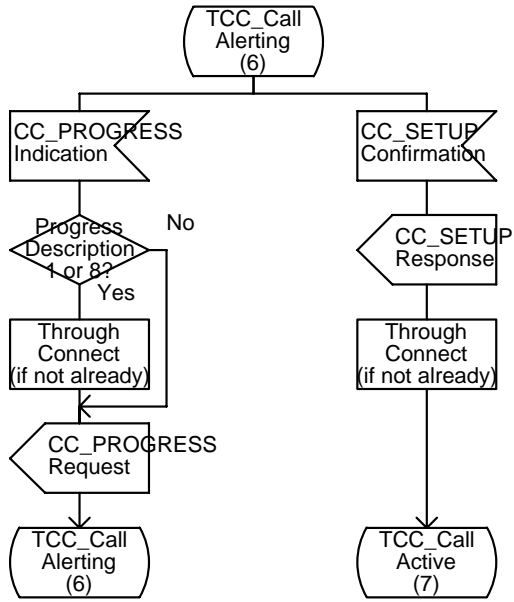 TCC_Call
Alerting
(6)
CC_PROGRESS
Indication
CC_SETUP
Confirmation
Progress
Description
1 or 8?
No
Yes
CC_SETUP
Response
Through
Connect
(if not already)
Through
Connect
(if not already)
CC_PROGRESS
Request
TCC_Call
Alerting
(6)
TCC_Call
Active
(7)